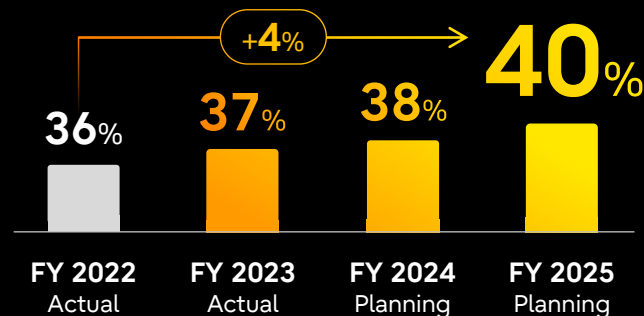 +4%
36%
37%
38%
40%
FY 2022
Actual
FY 2023
Actual
FY 2024
Planning
FY 2025
Planning